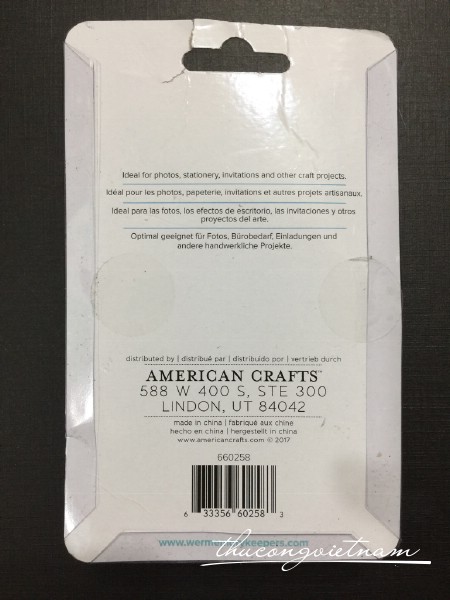 Ideal for photos, stationery, invitations and other craft projects.
Idéal pour les photos, papeterie, invitations et autres projets artisanaux.
Ideal para las fotos, los efectos de escritorio, las invitaciones y otros
proyectos del arte.
Optimal geeignet für Fotos, Bürobedarf, Einladungen und
andere handwerkliche Projekte.
distributed by | distribué par | distribuido por | vertrieb durch
AMERICAN CRAFTS™
588 W 400 S, STE 300
LINDON, UT 84042
made in china | fabriqué aux chine
hecho en china | hergestellt in china
www.americancrafts.com © 2017
660258
6 33356 60258 3
thucongvietnam